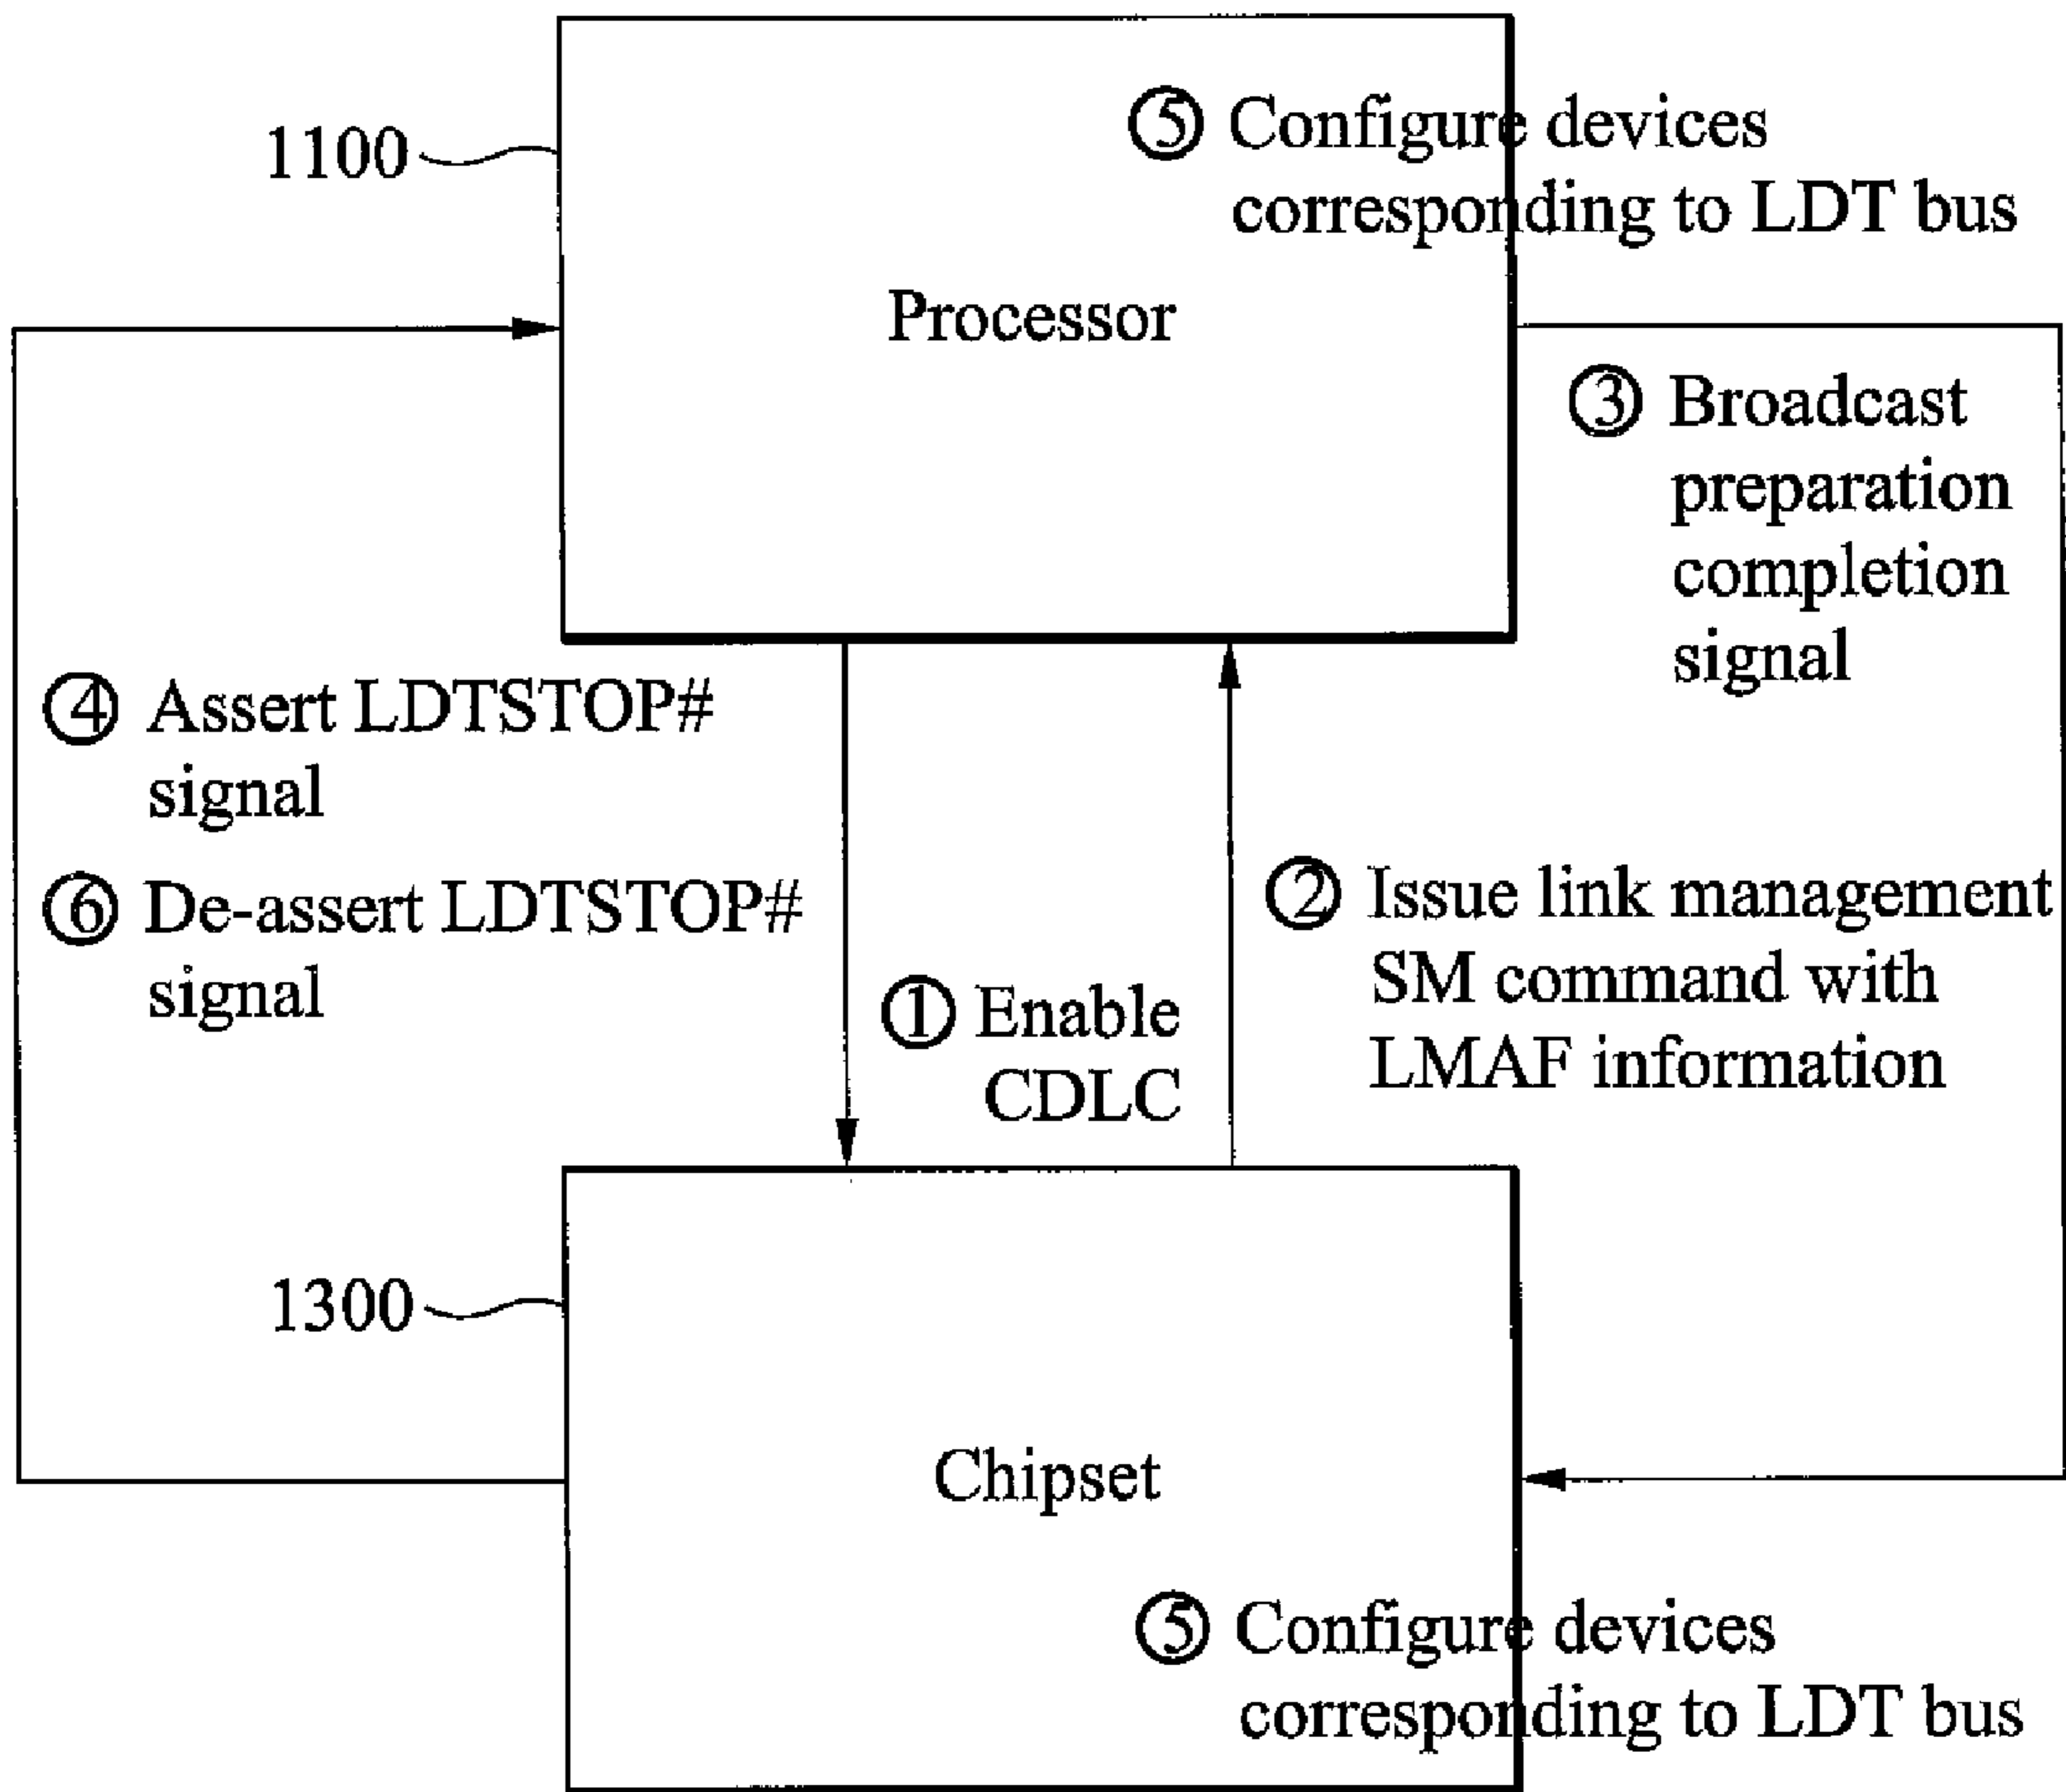 ⑤ Configure devices
corresponding to LDT bus
1100
Processor
③ Broadcast
preparation
completion
signal
④ Assert LDTSTOP#
signal
⑥ De-assert LDTSTOP#
signal
① Enable
CDLC
② Issue link management
SM command with
LMAF information
1300
Chipset
⑤ Configure devices
corresponding to LDT bus